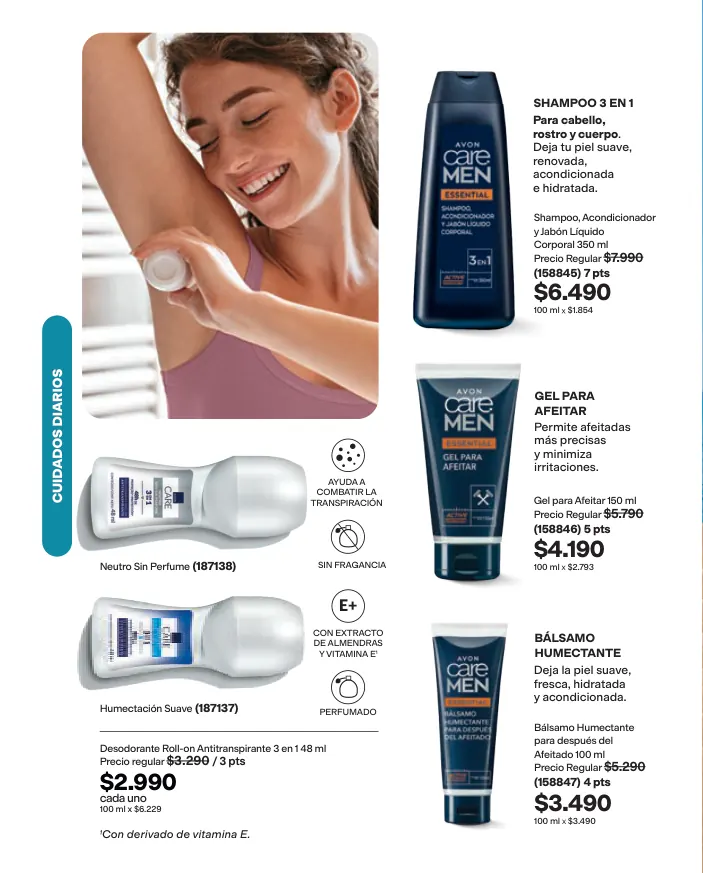 CUIDADOS DIARIOS
AYUDA A
COMBATIR LA
TRANSPIRACIÓN
SIN FRAGANCIA
Neutro Sin Perfume (187138)
E+
CON EXTRACTO
DE ALMENDRAS
Y VITAMINA E¹
PERFUMADO
Humectación Suave (187137)
Desodorante Roll-on Antitranspirante 3 en 1 48 ml
Precio regular $3.290 / 3 pts
$2.990
cada uno
100 ml x $6.229
¹Con derivado de vitamina E.
CARE
3 EN 1
CARE
AVON
care
MEN
ESSENTIAL
SHAMPOO,
ACONDICIONADOR
Y JABÓN LÍQUIDO
CORPORAL
3 EN 1
ACTIVE
SHAMPOO 3 EN 1
Para cabello,
rostro y cuerpo.
Deja tu piel suave,
renovada,
acondicionada
e hidratada.
Shampoo, Acondicionador
y Jabón Líquido
Corporal 350 ml
Precio Regular $7.990
(158845) 7 pts
$6.490
100 ml x $1.854
AVON
care
MEN
ESSENTIAL
GEL PARA
AFEITAR
ACTIVE
GEL PARA
AFEITAR
Permite afeitadas
más precisas
y minimiza
irritaciones.
Gel para Afeitar 150 ml
Precio Regular $5.790
(158846) 5 pts
$4.190
100 ml x $2.793
AVON
care
MEN
ESSENTIAL
BÁLSAMO
HUMECTANTE
PARA DESPUÉS
DEL AFEITADO
ACTIVE
BÁLSAMO
HUMECTANTE
Deja la piel suave,
fresca, hidratada
y acondicionada.
Bálsamo Humectante
para después del
Afeitado 100 ml
Precio Regular $5.290
(158847) 4 pts
$3.490
100 ml x $3.490